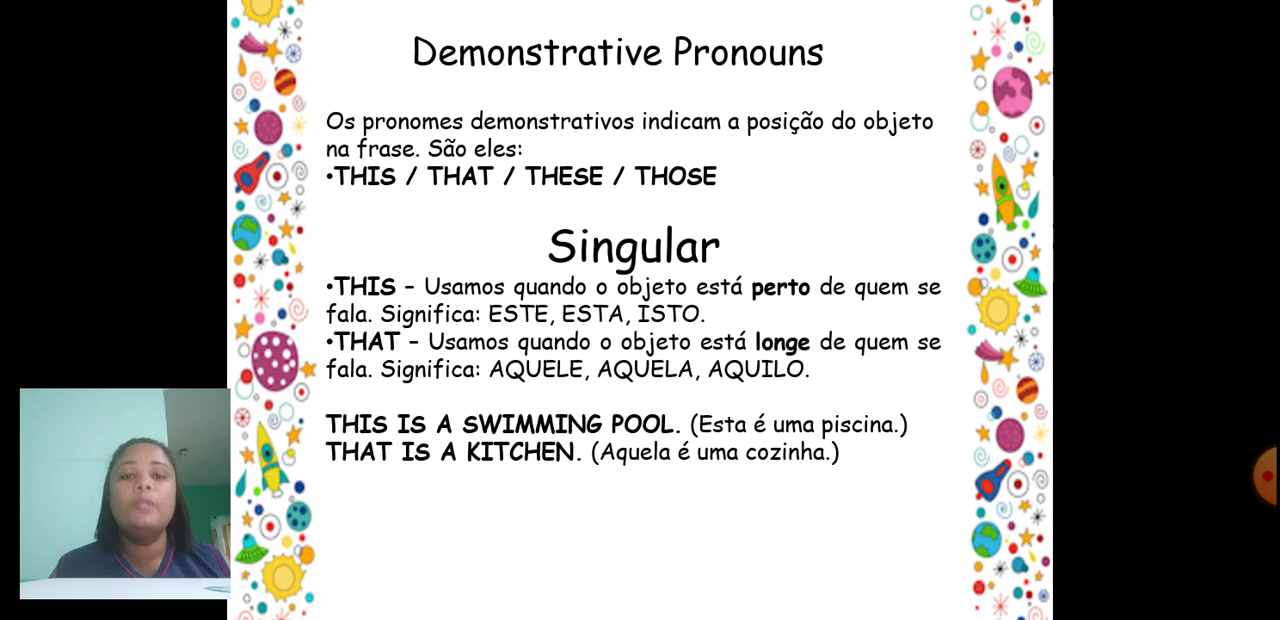 Demonstrative Pronouns
Os pronomes demonstrativos indicam a posição do objeto
na frase. São eles:
•THIS / THAT / THESE / THOSE
Singular
•THIS – Usamos quando o objeto está perto de quem se
fala. Significa: ESTE, ESTA, ISTO.
•THAT – Usamos quando o objeto está longe de quem se
fala. Significa: AQUELE, AQUELA, AQUILO.
THIS IS A SWIMMING POOL. (Esta é uma piscina.)
THAT IS A KITCHEN. (Aquela é uma cozinha.)